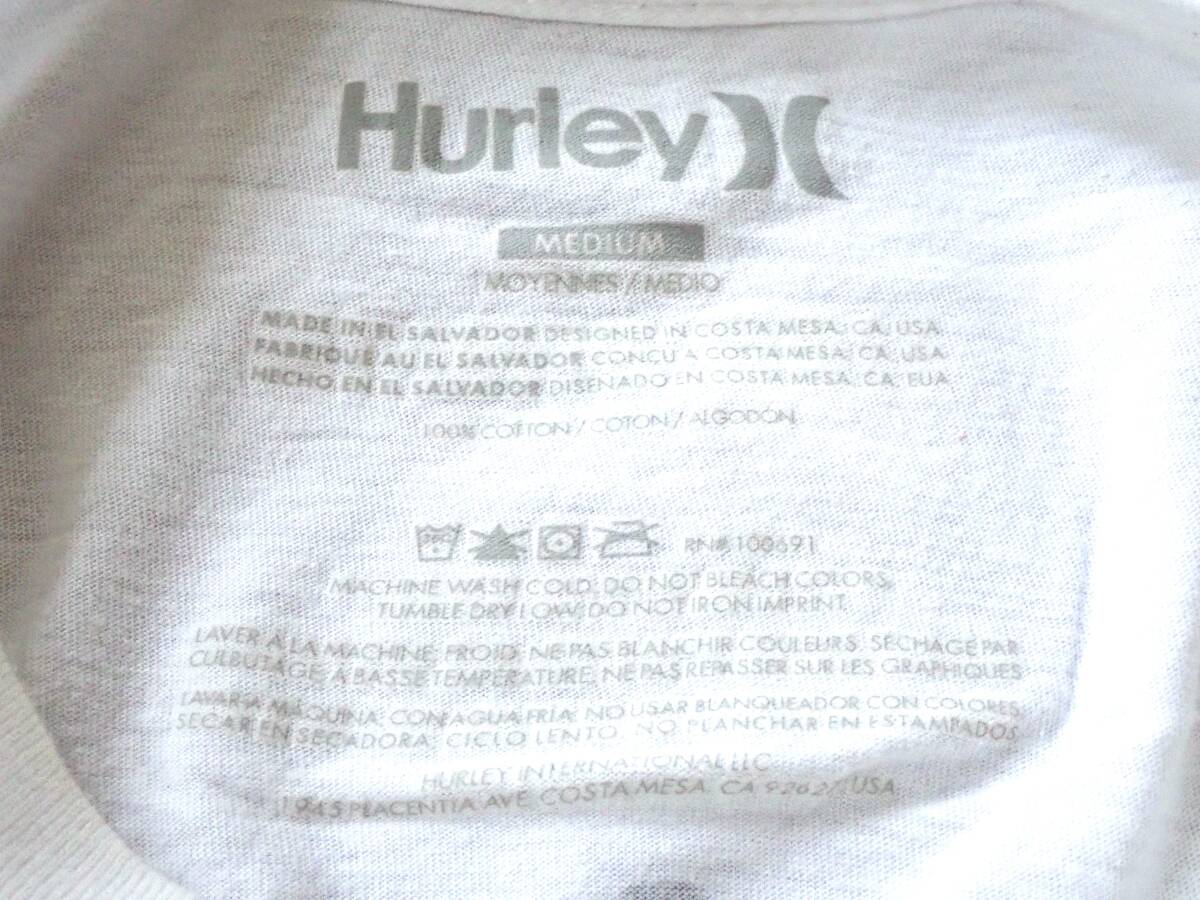 Hurley
MEDIUM
MOYENNES / MEDIO
MADE IN EL SALVADOR DESIGNED IN COSTA MESA, CA, USA
FABRIQUE AU EL SALVADOR CONÇU A COSTA MESA, CA, USA
HECHO EN EL SALVADOR DISENADO EN COSTA MESA, CA, EUA
100% COTTON / COTON / ALGODÓN
RN# 100691
MACHINE WASH COLD; DO NOT BLEACH COLORS,
TUMBLE DRY LOW; DO NOT IRON IMPRINT.
LAVER A LA MACHINE; FROID; NE PAS BLANCHIR COULEURS. SECHAGE PAR
CULBUTAGE; A BASSE TEMPERATURE, NE PAS REPASSER SUR LES GRAPHIQUES
LAVAR A MÁQUINA; CON AGUA FRIA; NO USAR BLANQUEADOR CON COLORES,
SECAR EN SECADORA; CICLO LENTO. NO PLANCHAR EN ESTAMPADOS.
HURLEY INTERNATIONAL LLC
1945 PLACENTIA AVE. COSTA MESA, CA 92627, USA